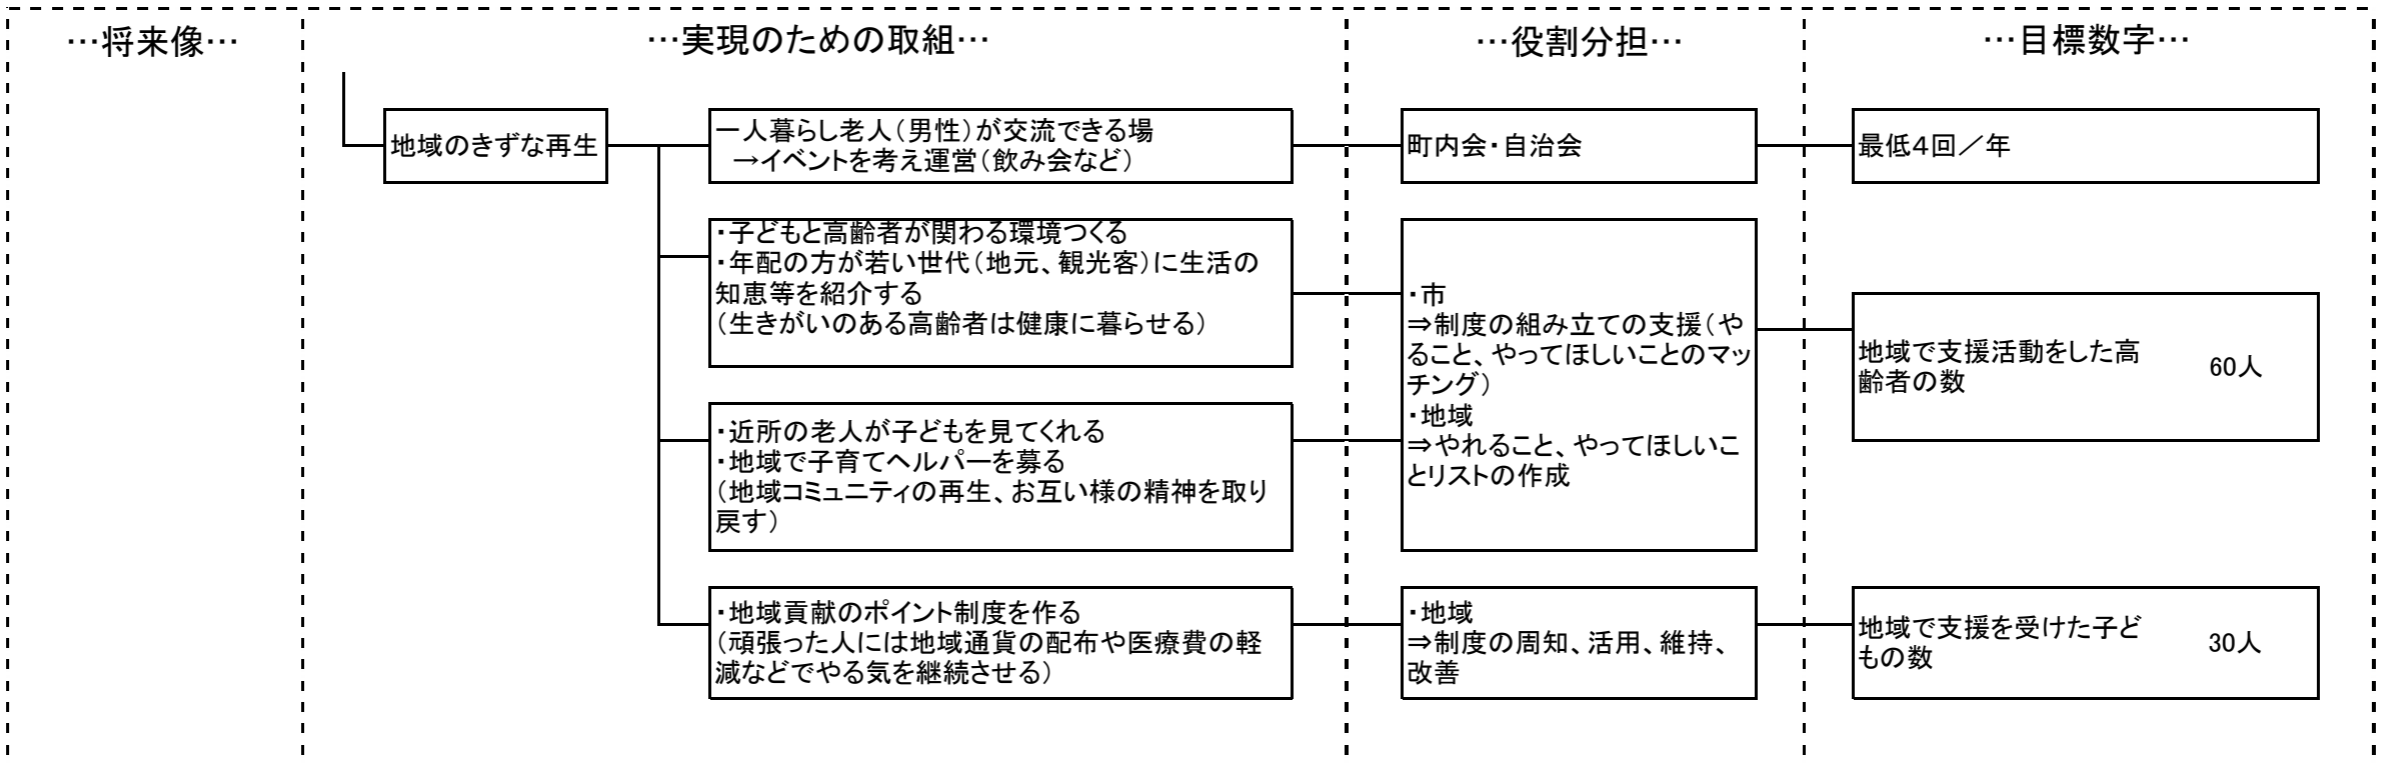 …将来像…
…実現のための取組…
…役割分担…
…目標数字…
地域のきずな再生
一人暮らし老人（男性）が交流できる場
→イベントを考え運営（飲み会など）
町内会・自治会
最低４回／年
・子どもと高齢者が関わる環境つくる
・年配の方が若い世代（地元、観光客）に生活の
知恵等を紹介する
（生きがいのある高齢者は健康に暮らせる）
・近所の老人が子どもを見てくれる
・地域で子育てヘルパーを募る
（地域コミュニティの再生、お互い様の精神を取り
戻す）
・市
⇒制度の組み立ての支援（や
ること、やってほしいことのマッ
チング）
・地域
⇒やれること、やってほしいこ
とリストの作成
地域で支援活動をした高
齢者の数
60人
・地域貢献のポイント制度を作る
（頑張った人には地域通貨の配布や医療費の軽
減などでやる気を継続させる）
・地域
⇒制度の周知、活用、維持、
改善
地域で支援を受けた子ど
もの数
30人